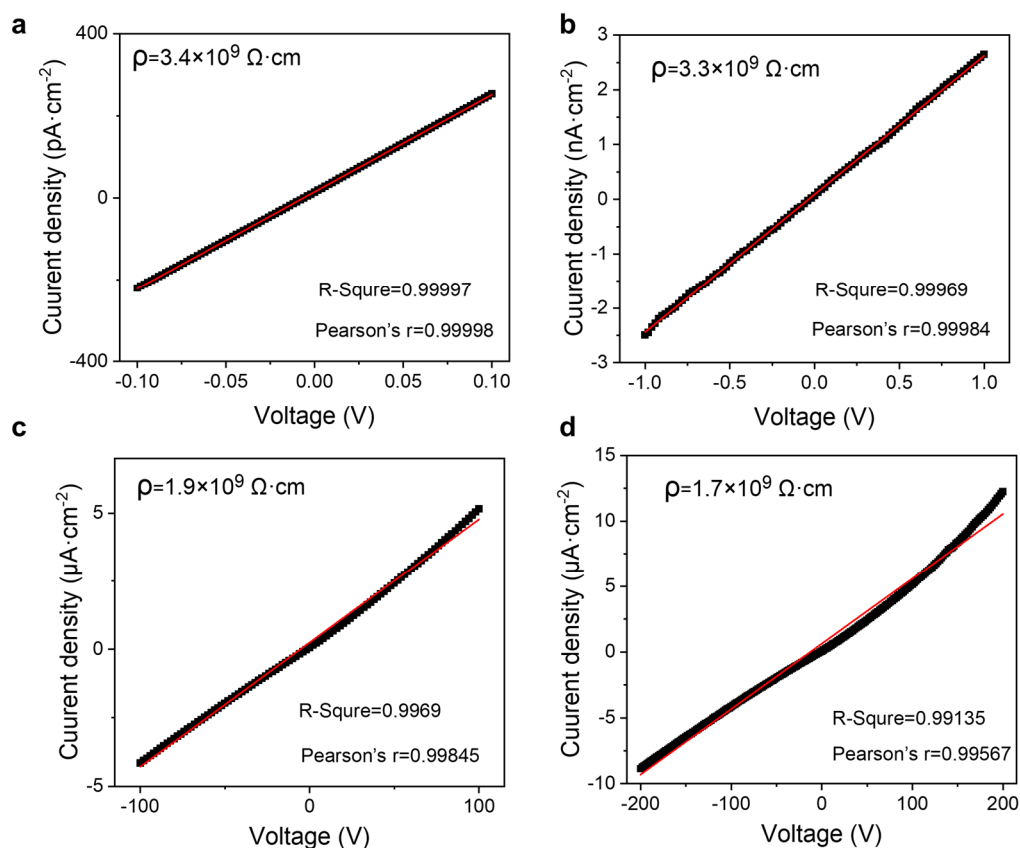 a
ρ=3.4×10⁹ Ω·cm
R-Squre=0.99997
Pearson's r=0.99998
Cuurent density (pA·cm⁻²)
400
0
-400
-0.10
-0.05
0.00
0.05
0.10
Voltage (V)
b
ρ=3.3×10⁹ Ω·cm
R-Squre=0.99969
Pearson's r=0.99984
Cuurent density (nA·cm⁻²)
3
2
1
0
-1
-2
-3
-1.0
-0.5
0.0
0.5
1.0
Voltage (V)
c
ρ=1.9×10⁹ Ω·cm
R-Squre=0.9969
Pearson's r=0.99845
Cuurent density (μA·cm⁻²)
5
0
-5
-100
0
100
Voltage (V)
d
ρ=1.7×10⁹ Ω·cm
R-Squre=0.99135
Pearson's r=0.99567
Cuurent density (μA·cm⁻²)
15
10
5
0
-5
-10
-200
-100
0
100
200
Voltage (V)